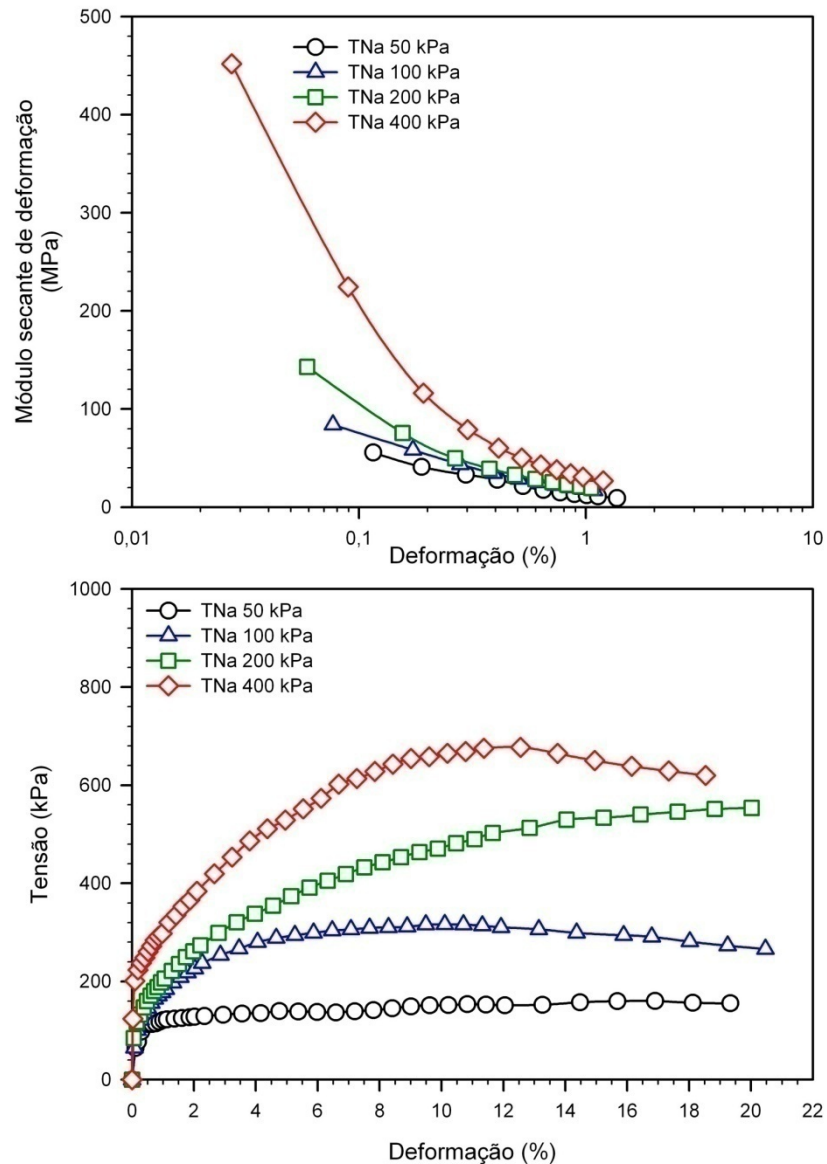 Módulo secante de deformação
(MPa)
500
400
300
200
100
0
TNa 50 kPa
TNa 100 kPa
TNa 200 kPa
TNa 400 kPa
0,01
0,1
1
10
Deformação (%)
Tensão (kPa)
1000
800
600
400
200
0
TNa 50 kPa
TNa 100 kPa
TNa 200 kPa
TNa 400 kPa
0 2 4 6 8 10 12 14 16 18 20 22
Deformação (%)